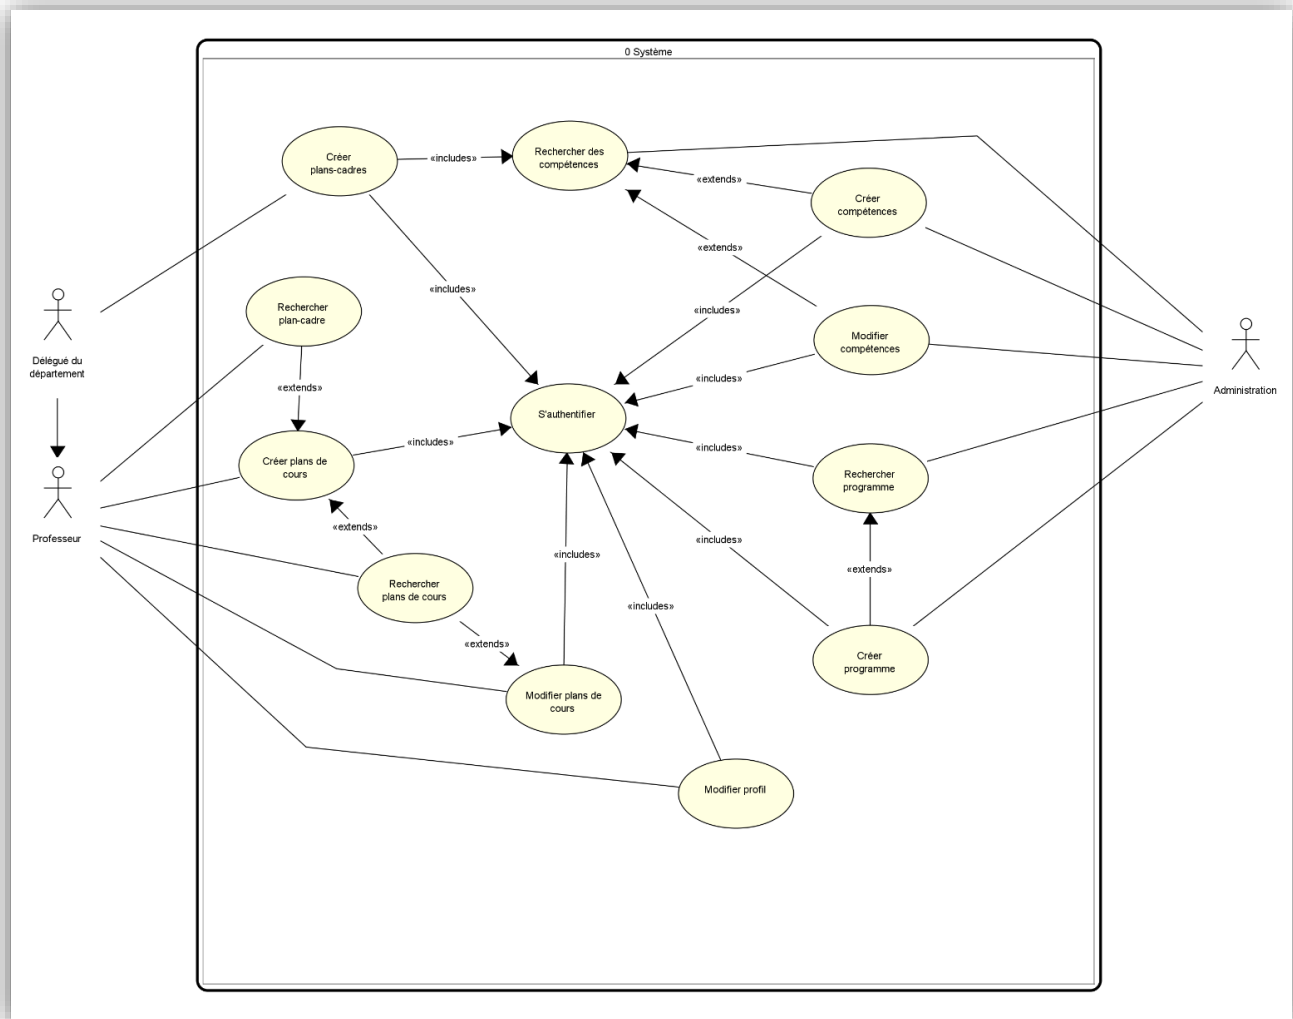 0 Système
Créer
plans-cadres
«includes»
Rechercher des
compétences
«extends»
Créer
compétences
«extends»
«includes»
«includes»
Rechercher
plan-cadre
Modifier
compétences
Délégué du
département
Administration
«extends»
«includes»
S'authentifier
«includes»
«includes»
Créer plans de
cours
Rechercher
programme
Professeur
«extends»
«includes»
«includes»
«extends»
Rechercher
plans de cours
«includes»
«extends»
Créer
programme
Modifier plans de
cours
Modifier profil